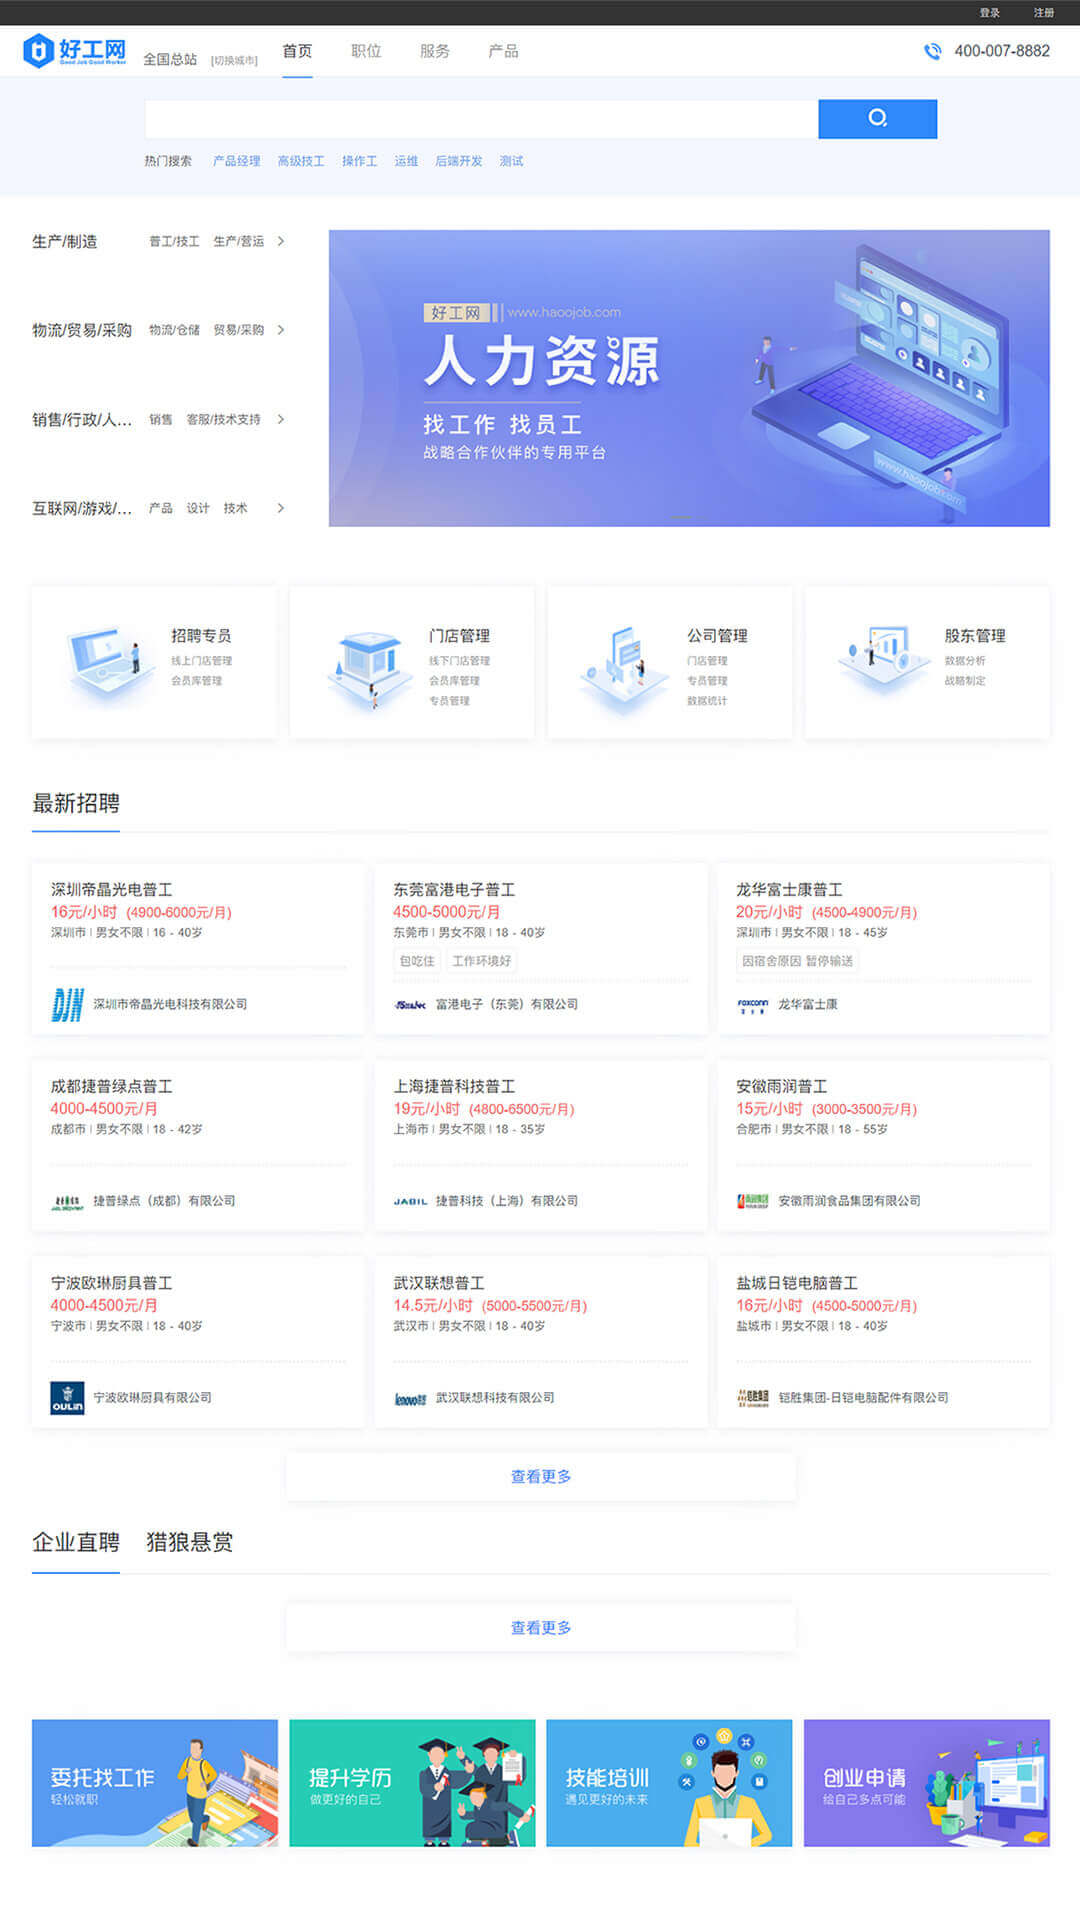 登录 注册
好工网
Good Job Good Worker
全国总站 [切换城市] 首页 职位 服务 产品 400-007-8882
热门搜索 产品经理 高级技工 操作工 运维 后端开发 测试
生产/制造 普工/技工 生产/营运
物流/贸易/采购 物流/仓储 贸易/采购
销售/行政/人... 销售 客服/技术支持
互联网/游戏/... 产品 设计 技术
好工网 www.haoojob.com
人力资源
找工作 找员工
战略合作伙伴的专用平台
www.haoojob.com
招聘专员
线上门店管理
会员库管理
门店管理
线下门店管理
会员库管理
专员管理
公司管理
门店管理
专员管理
数据统计
股东管理
数据分析
战略制定
最新招聘
深圳帝晶光电普工
16元/小时 (4900-6000元/月)
深圳市 | 男女不限 | 16 - 40岁
DJN 深圳市帝晶光电科技有限公司
东莞富港电子普工
4500-5000元/月
东莞市 | 男女不限 | 18 - 40岁
包吃住 工作环境好
富港电子（东莞）有限公司
龙华富士康普工
20元/小时 (4500-4900元/月)
深圳市 | 男女不限 | 18 - 45岁
因宿舍原因 暂停输送
FOXCONN 富士康 龙华富士康
成都捷普绿点普工
4000-4500元/月
成都市 | 男女不限 | 18 - 42岁
捷普绿点（成都）有限公司
上海捷普科技普工
19元/小时 (4800-6500元/月)
上海市 | 男女不限 | 18 - 35岁
JABIL 捷普科技（上海）有限公司
安徽雨润普工
15元/小时 (3000-3500元/月)
合肥市 | 男女不限 | 18 - 55岁
安徽雨润食品集团有限公司
宁波欧琳厨具普工
4000-4500元/月
宁波市 | 男女不限 | 18 - 40岁
OULIN 宁波欧琳厨具有限公司
武汉联想普工
14.5元/小时 (5000-5500元/月)
武汉市 | 男女不限 | 18 - 40岁
lenovo联想 武汉联想科技有限公司
盐城日铠电脑普工
16元/小时 (4500-5000元/月)
盐城市 | 男女不限 | 18 - 40岁
铠胜集团 铠胜集团-日铠电脑配件有限公司
查看更多
企业直聘 猎狼悬赏
查看更多
委托找工作
轻松就职
提升学历
做更好的自己
技能培训
遇见更好的未来
创业申请
给自己多点可能